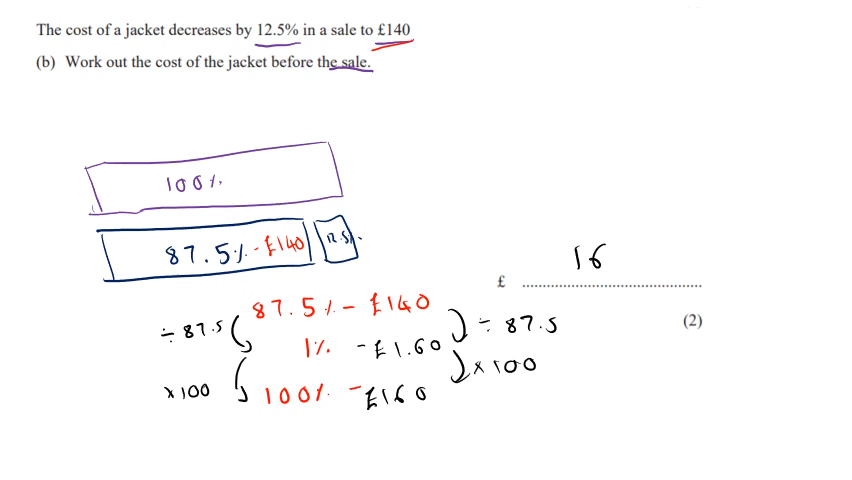 The cost of a jacket decreases by 12.5% in a sale to £140
(b) Work out the cost of the jacket before the sale.
100%
87.5% - £140 12.5%
16
£ ........................................................
(2)
87.5% - £140
÷ 87.5 ÷ 87.5
1% - £1.60
× 100 × 100
100% - £160